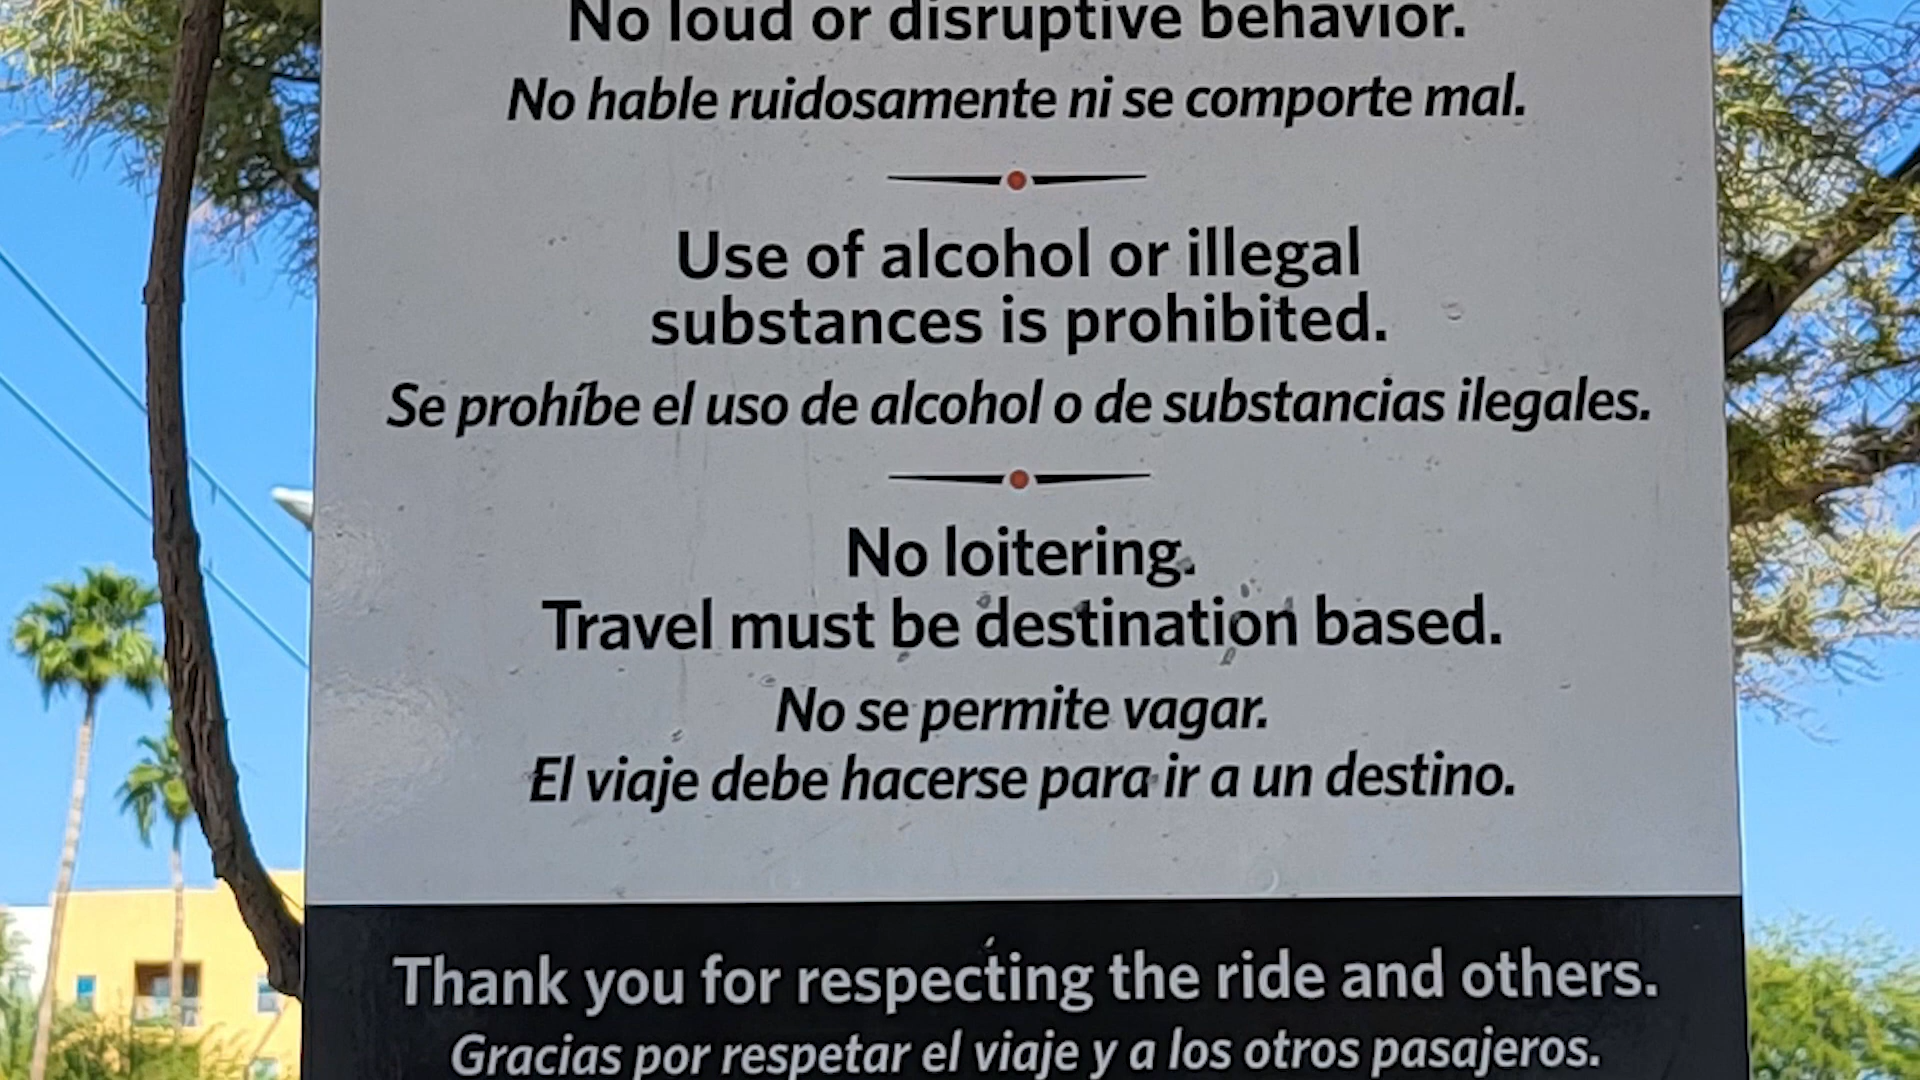 No loud or disruptive behavior.
No hable ruidosamente ni se comporte mal.
Use of alcohol or illegal
substances is prohibited.
Se prohíbe el uso de alcohol o de substancias ilegales.
No loitering.
Travel must be destination based.
No se permite vagar.
El viaje debe hacerse para ir a un destino.
Thank you for respecting the ride and others.
Gracias por respetar el viaje y a los otros pasajeros.